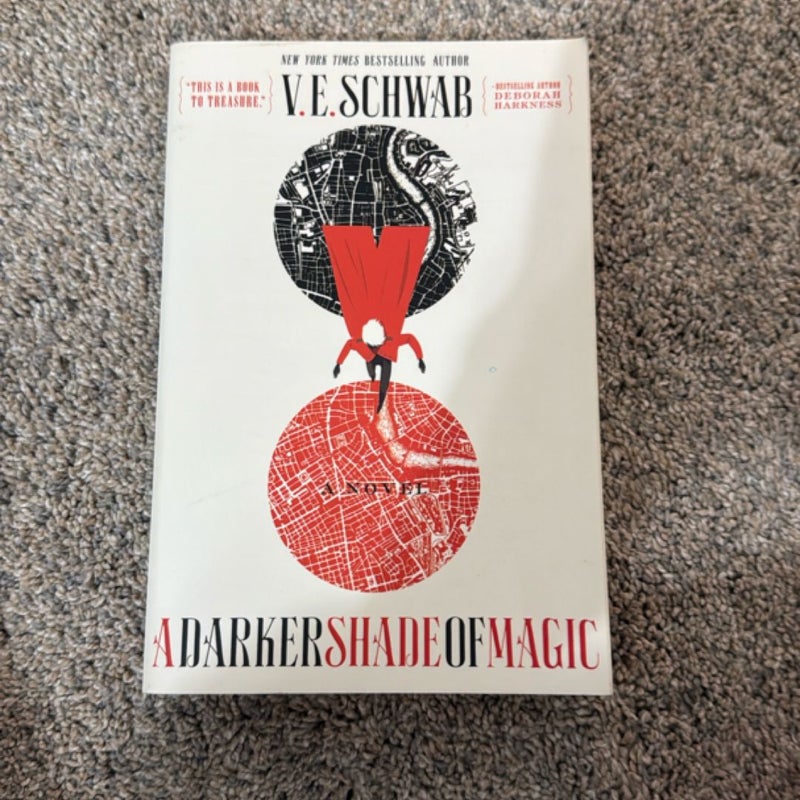 NEW YORK TIMES BESTSELLING AUTHOR
"THIS IS A BOOK
TO TREASURE."
V.E.SCHWAB
—BESTSELLING AUTHOR
DEBORAH
HARKNESS
A NOVEL
A DARKER SHADE OF MAGIC